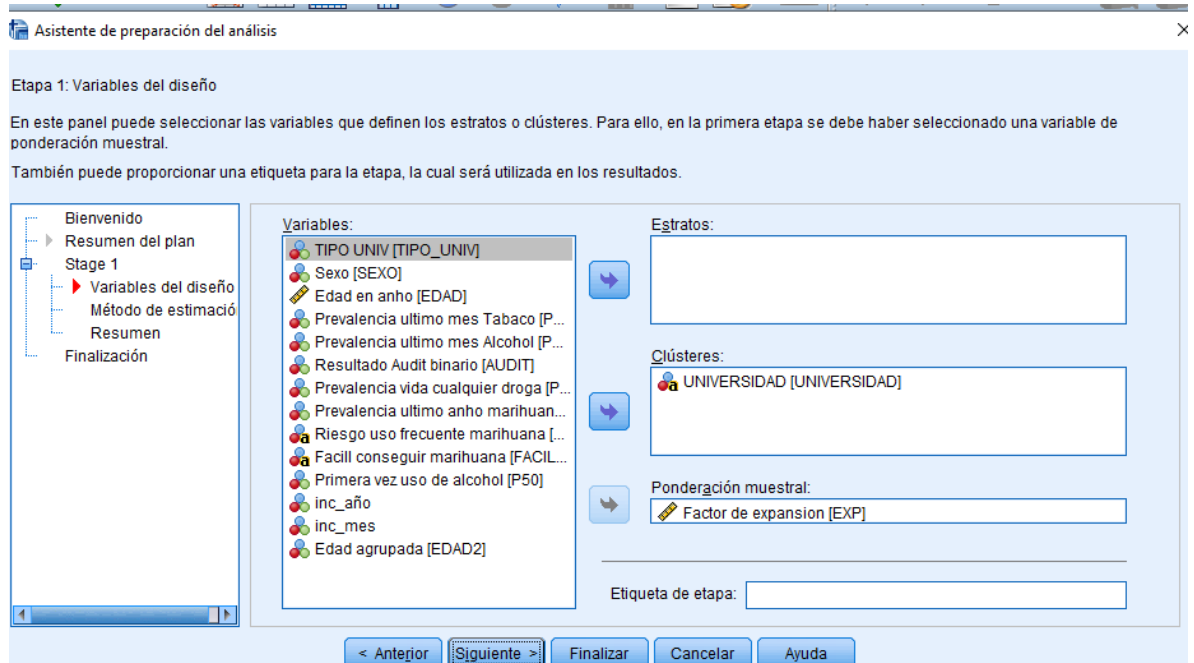 Asistente de preparación del análisis
Etapa 1: Variables del diseño
En este panel puede seleccionar las variables que definen los estratos o clústeres. Para ello, en la primera etapa se debe haber seleccionado una variable de
ponderación muestral.
También puede proporcionar una etiqueta para la etapa, la cual será utilizada en los resultados.
Bienvenido
Resumen del plan
Stage 1
Variables del diseño
Método de estimació
Resumen
Finalización
Variables:
TIPO UNIV [TIPO_UNIV]
Sexo [SEXO]
Edad en anho [EDAD]
Prevalencia ultimo mes Tabaco [P...
Prevalencia ultimo mes Alcohol [P...
Resultado Audit binario [AUDIT]
Prevalencia vida cualquier droga [P...
Prevalencia ultimo anho marihuan...
Riesgo uso frecuente marihuana [...
Facill conseguir marihuana [FACIL...
Primera vez uso de alcohol [P50]
inc_año
inc_mes
Edad agrupada [EDAD2]
Estratos:
Clústeres:
UNIVERSIDAD [UNIVERSIDAD]
Ponderación muestral:
Factor de expansion [EXP]
Etiqueta de etapa:
< Anterior
Siguiente >
Finalizar
Cancelar
Ayuda